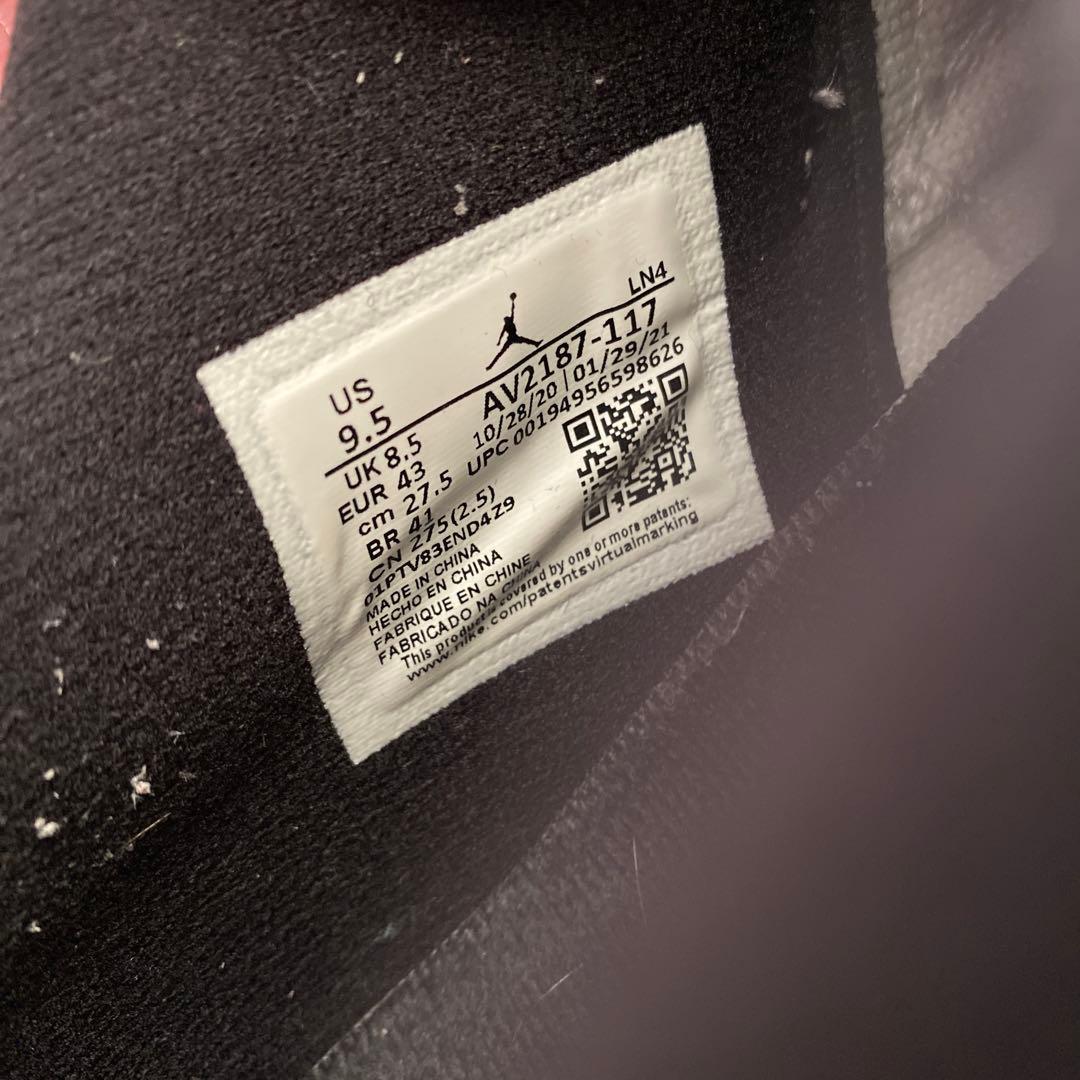 US
9.5
LN4
UK 8.5
EUR 43
cm 27.5
BR 41
CN 275(2.5)
AV2187-117
10/28/20 | 01/29/21
UPC 00194956598626
01PTV83END4Z9
MADE IN CHINA
HECHO EN CHINA
FABRIQUE EN CHINE
FABRICADO NA CHINA
This product is covered by one or more patents:
www.nike.com/patentsvirtualmarking